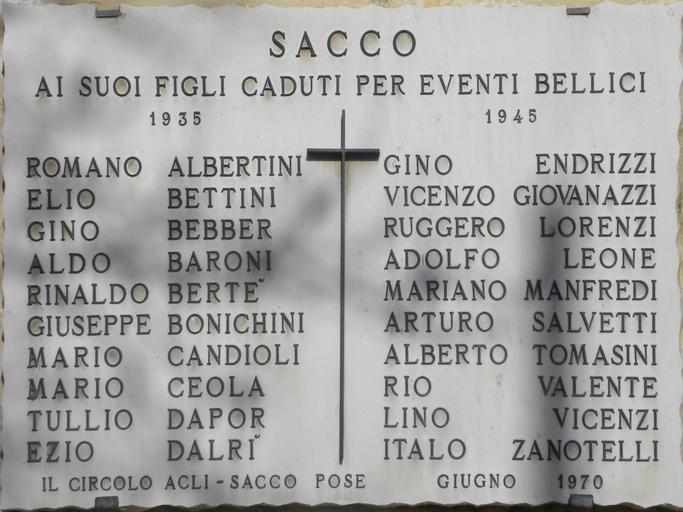 SACCO
AI SUOI FIGLI CADUTI PER EVENTI BELLICI
1935 1945
ROMANO ALBERTINI GINO ENDRIZZI
ELIO BETTINI VICENZO GIOVANAZZI
GINO BEBBER RUGGERO LORENZI
ALDO BARONI ADOLFO LEONE
RINALDO BERTE˘ MARIANO MANFREDI
GIUSEPPE BONICHINI ARTURO SALVETTI
MARIO CANDIOLI ALBERTO TOMASINI
MARIO CEOLA RIO VALENTE
TULLIO DAPOR LINO VICENZI
EZIO DALRI˘ ITALO ZANOTELLI
IL CIRCOLO ACLI - SACCO POSE GIUGNO 1970